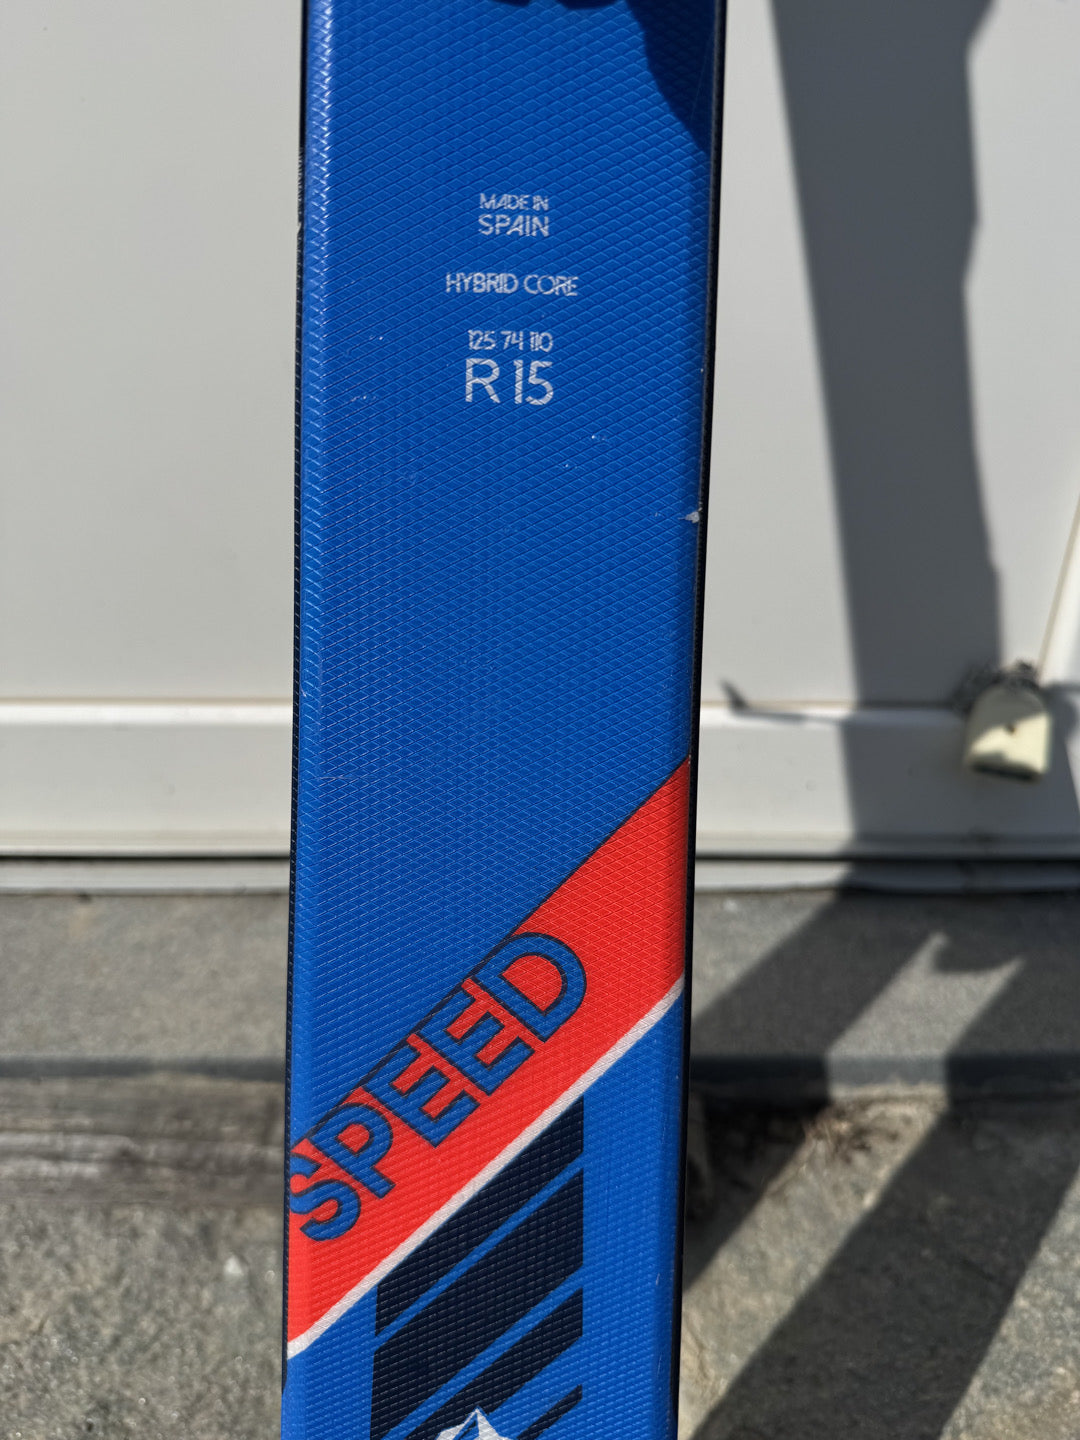 MADE IN
SPAIN
HYBRID CORE
125 74 110
R 15
SPEED